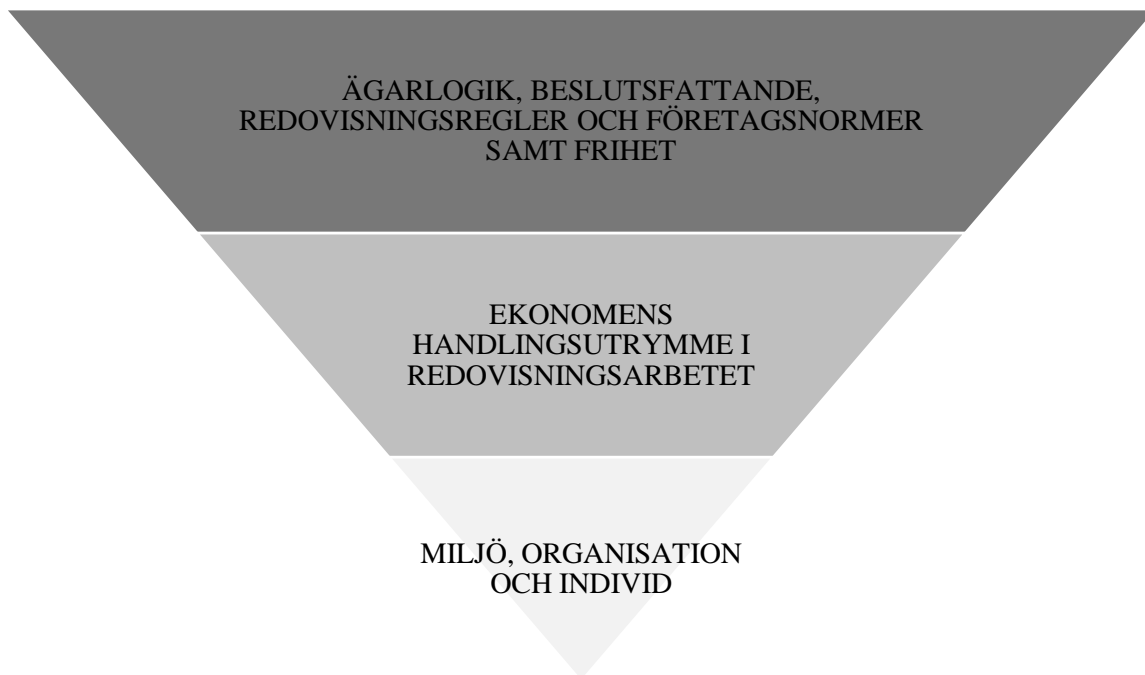 ÄGARLOGIK, BESLUTSFATTANDE,
REDOVISNINGSREGLER OCH FÖRETAGSNORMER
SAMT FRIHET
EKONOMENS
HANDLINGSUTRYMME I
REDOVISNINGSARBETET
MILJÖ, ORGANISATION
OCH INDIVID